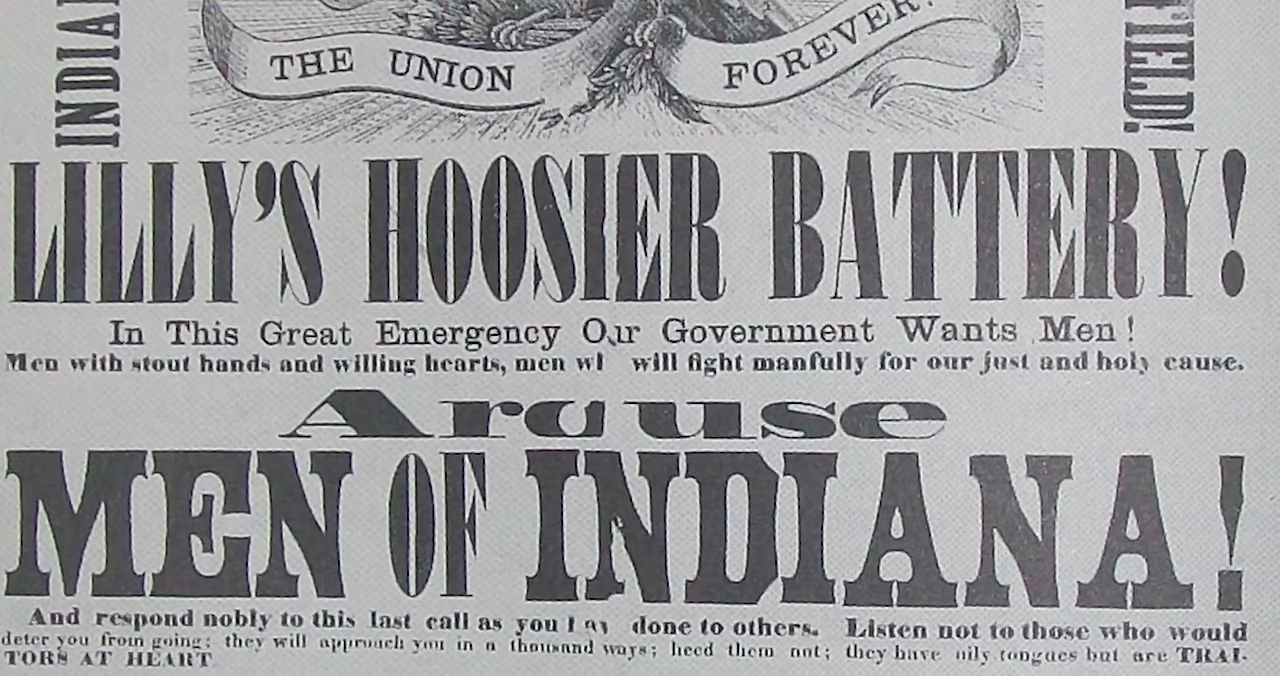 INDIA
FIELD!
THE UNION FOREVER!
LILLY'S HOOSIER BATTERY!
In This Great Emergency Our Government Wants Men!
Men with stout hands and willing hearts, men will fight manfully for our just and holy cause.
Arouse
MEN OF INDIANA!
And respond nobly to this last call as you done to others. Listen not to those who would
deter you from going; they will approach you in a thousand ways; heed them not; they have oily tongues but are TRAI-
TORS AT HEART